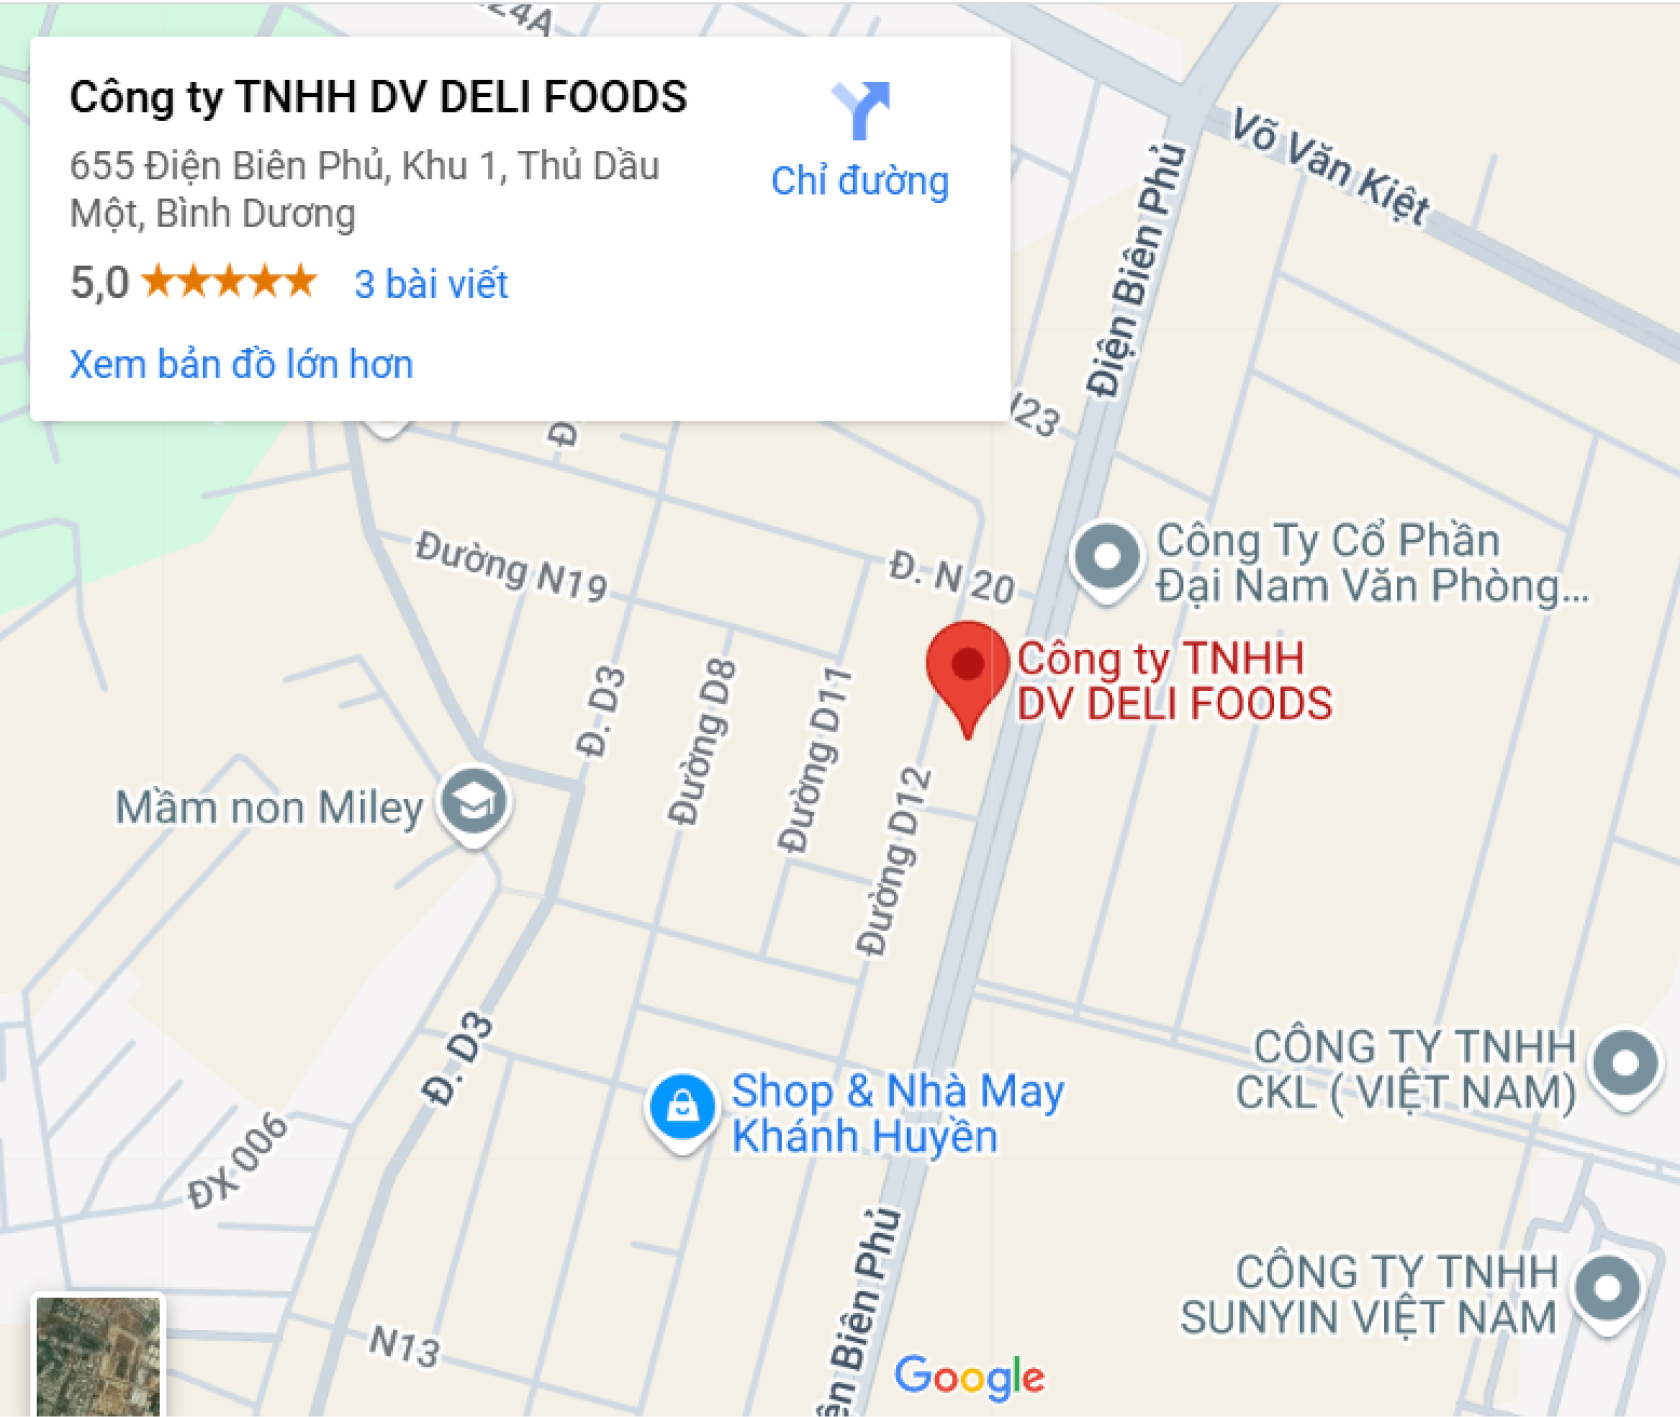 Công ty TNHH DV DELI FOODS
655 Điện Biên Phủ, Khu 1, Thủ Dầu
Một, Bình Dương
5,0
3 bài viết
Xem bản đồ lớn hơn
Chỉ đường
Võ Văn Kiệt
Điện Biên Phủ
Đường N19
Đ. N 20
Công Ty Cổ Phần
Đại Nam Văn Phòng...
Công ty TNHH
DV DELI FOODS
Đ. D3
Đường D8
Đường D11
Đường D12
Mầm non Miley
Đ. D3
CÔNG TY TNHH
CKL ( VIỆT NAM)
Shop & Nhà May
Khánh Huyền
ĐX 006
CÔNG TY TNHH
SUNYIN VIỆT NAM
Biên Phủ
N13
Google